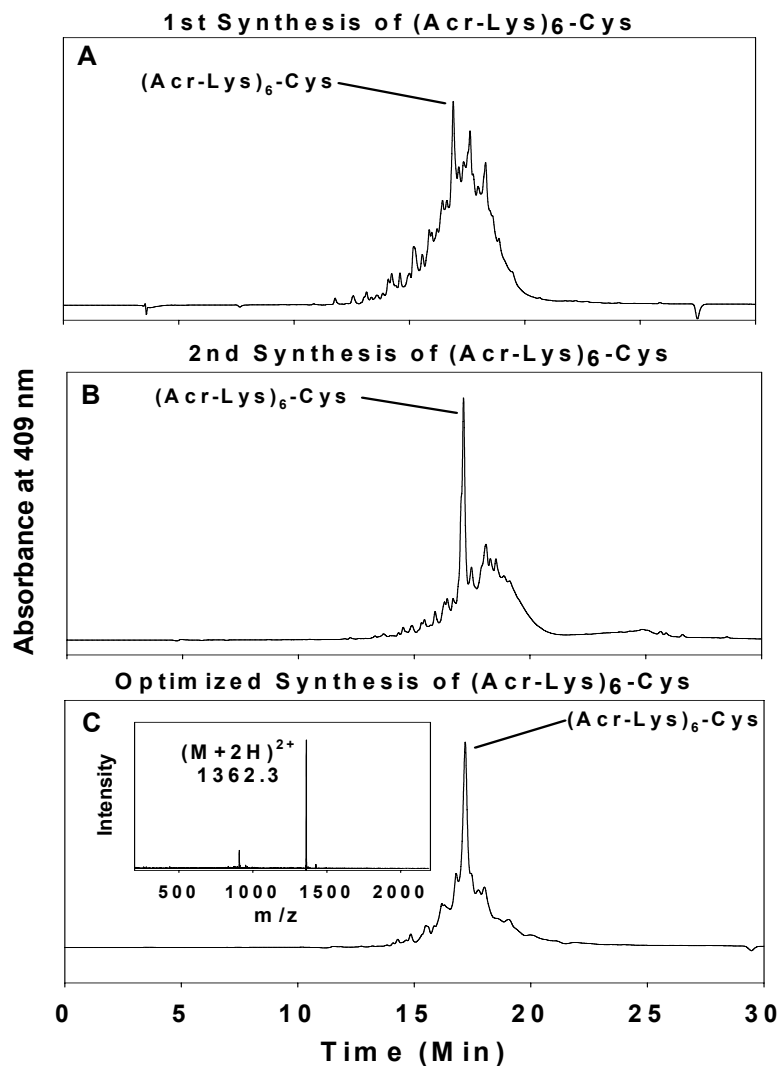 1st Synthesis of (Acr-Lys)6-Cys
A
(Acr-Lys)6-Cys
2nd Synthesis of (Acr-Lys)6-Cys
B
(Acr-Lys)6-Cys
Absorbance at 409 nm
Optimized Synthesis of (Acr-Lys)6-Cys
C
(Acr-Lys)6-Cys
(M+2H)2+
1362.3
Intensity
500 1000 1500 2000
m/z
0 5 10 15 20 25 30
Time (Min)